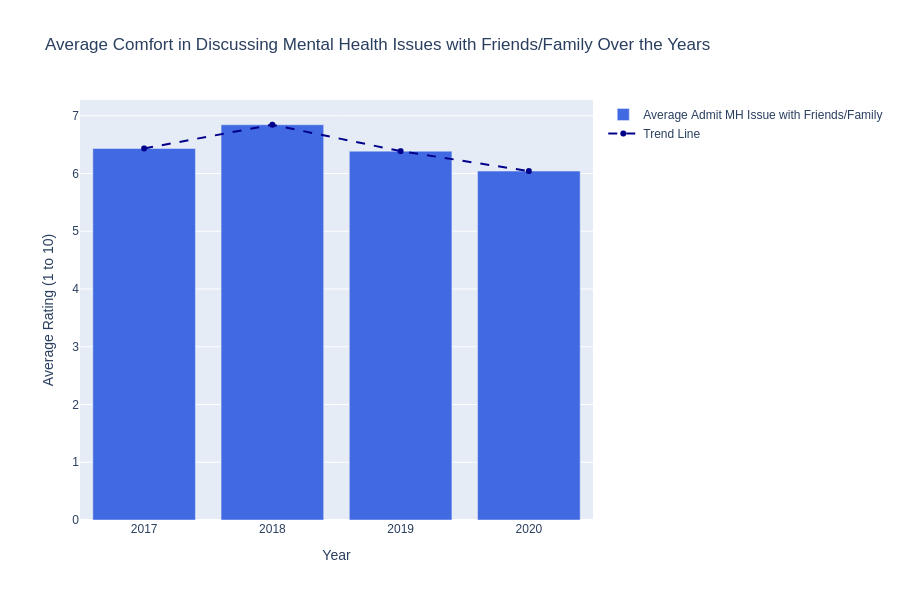 Average Comfort in Discussing Mental Health Issues with Friends/Family Over the Years
Average Admit MH Issue with Friends/Family
Trend Line
Average Rating (1 to 10)
7
6
5
4
3
2
1
0
2017 2018 2019 2020
Year